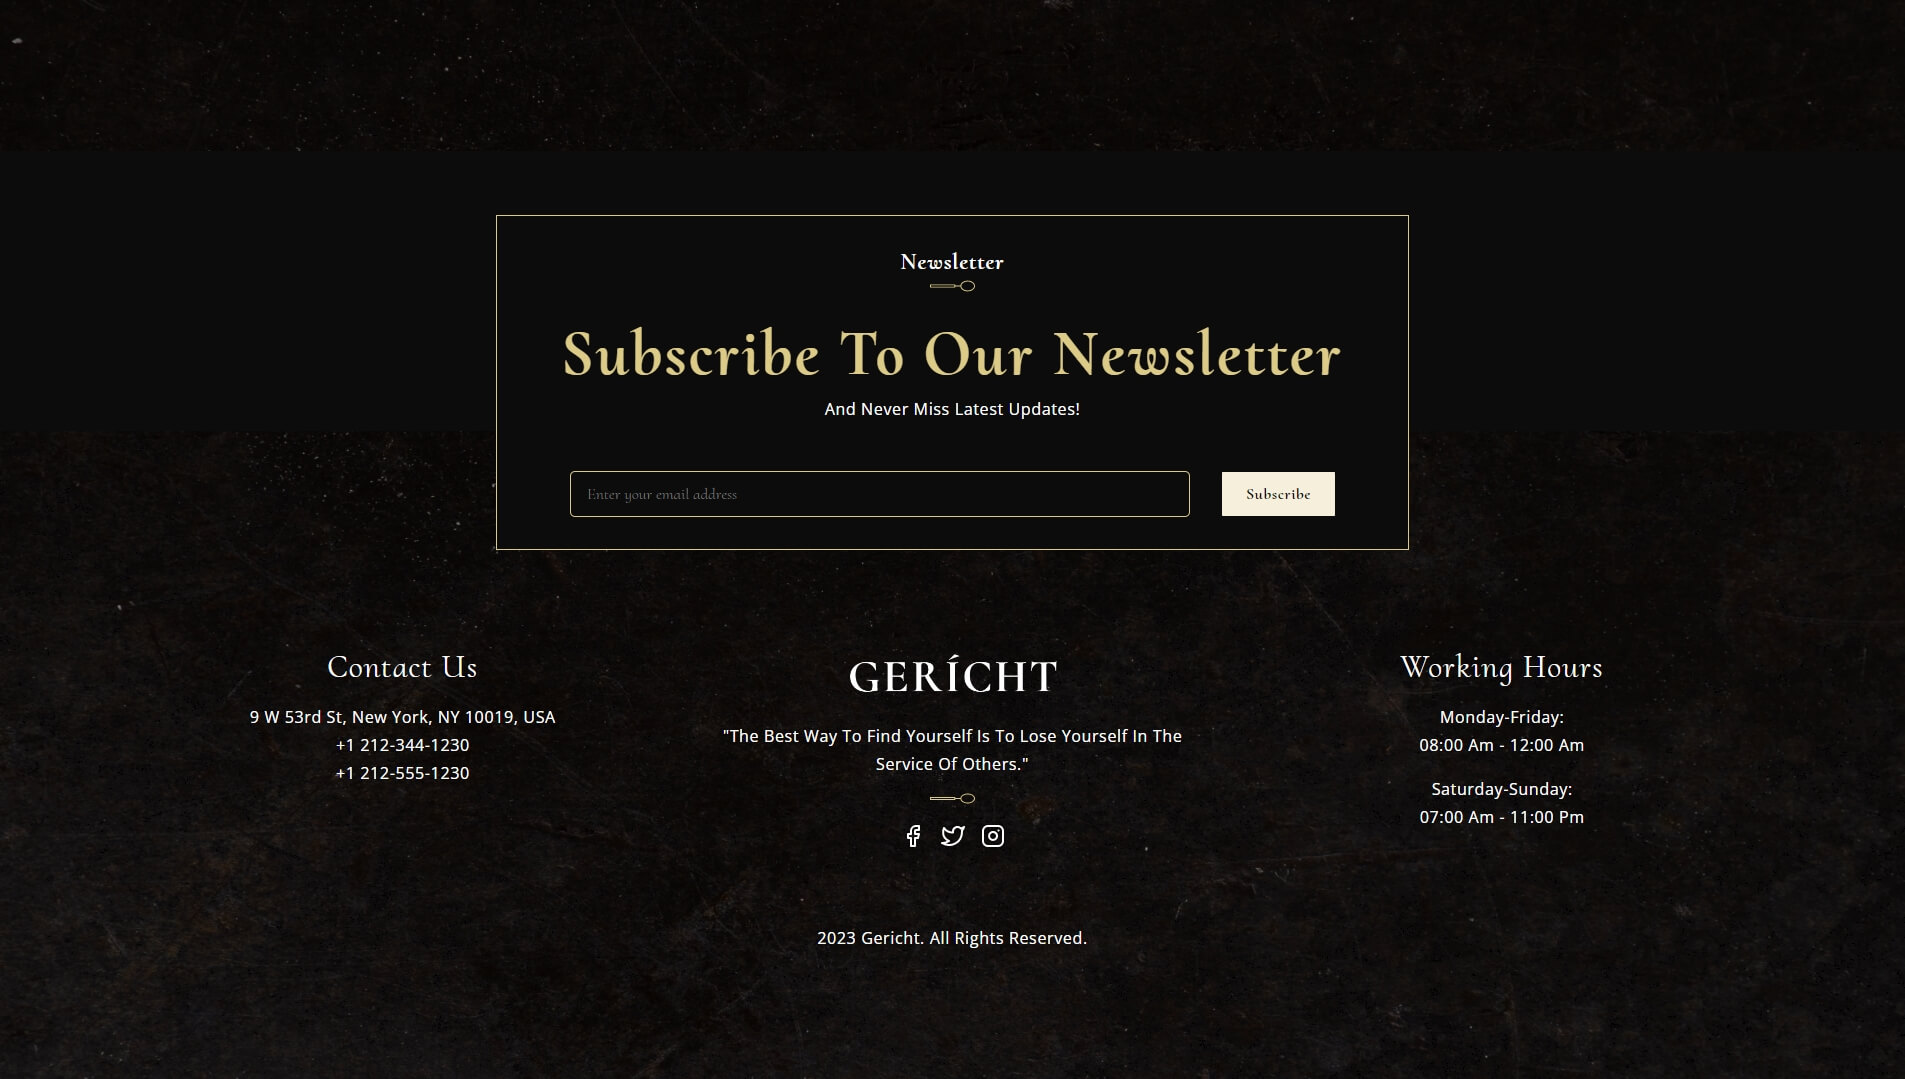 Newsletter
Subscribe To Our Newsletter
And Never Miss Latest Updates!
Enter your email address
Subscribe
Contact Us
9 W 53rd St, New York, NY 10019, USA
+1 212-344-1230
+1 212-555-1230
GERÍCHT
"The Best Way To Find Yourself Is To Lose Yourself In The
Service Of Others."
Working Hours
Monday-Friday:
08:00 Am - 12:00 Am
Saturday-Sunday:
07:00 Am - 11:00 Pm
2023 Gericht. All Rights Reserved.